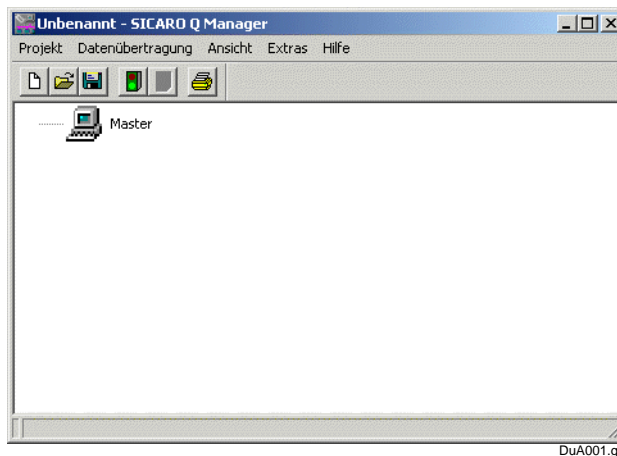 Unbenannt - SICARO Q Manager
Projekt Datenübertragung Ansicht Extras Hilfe
Master
DuA001.g